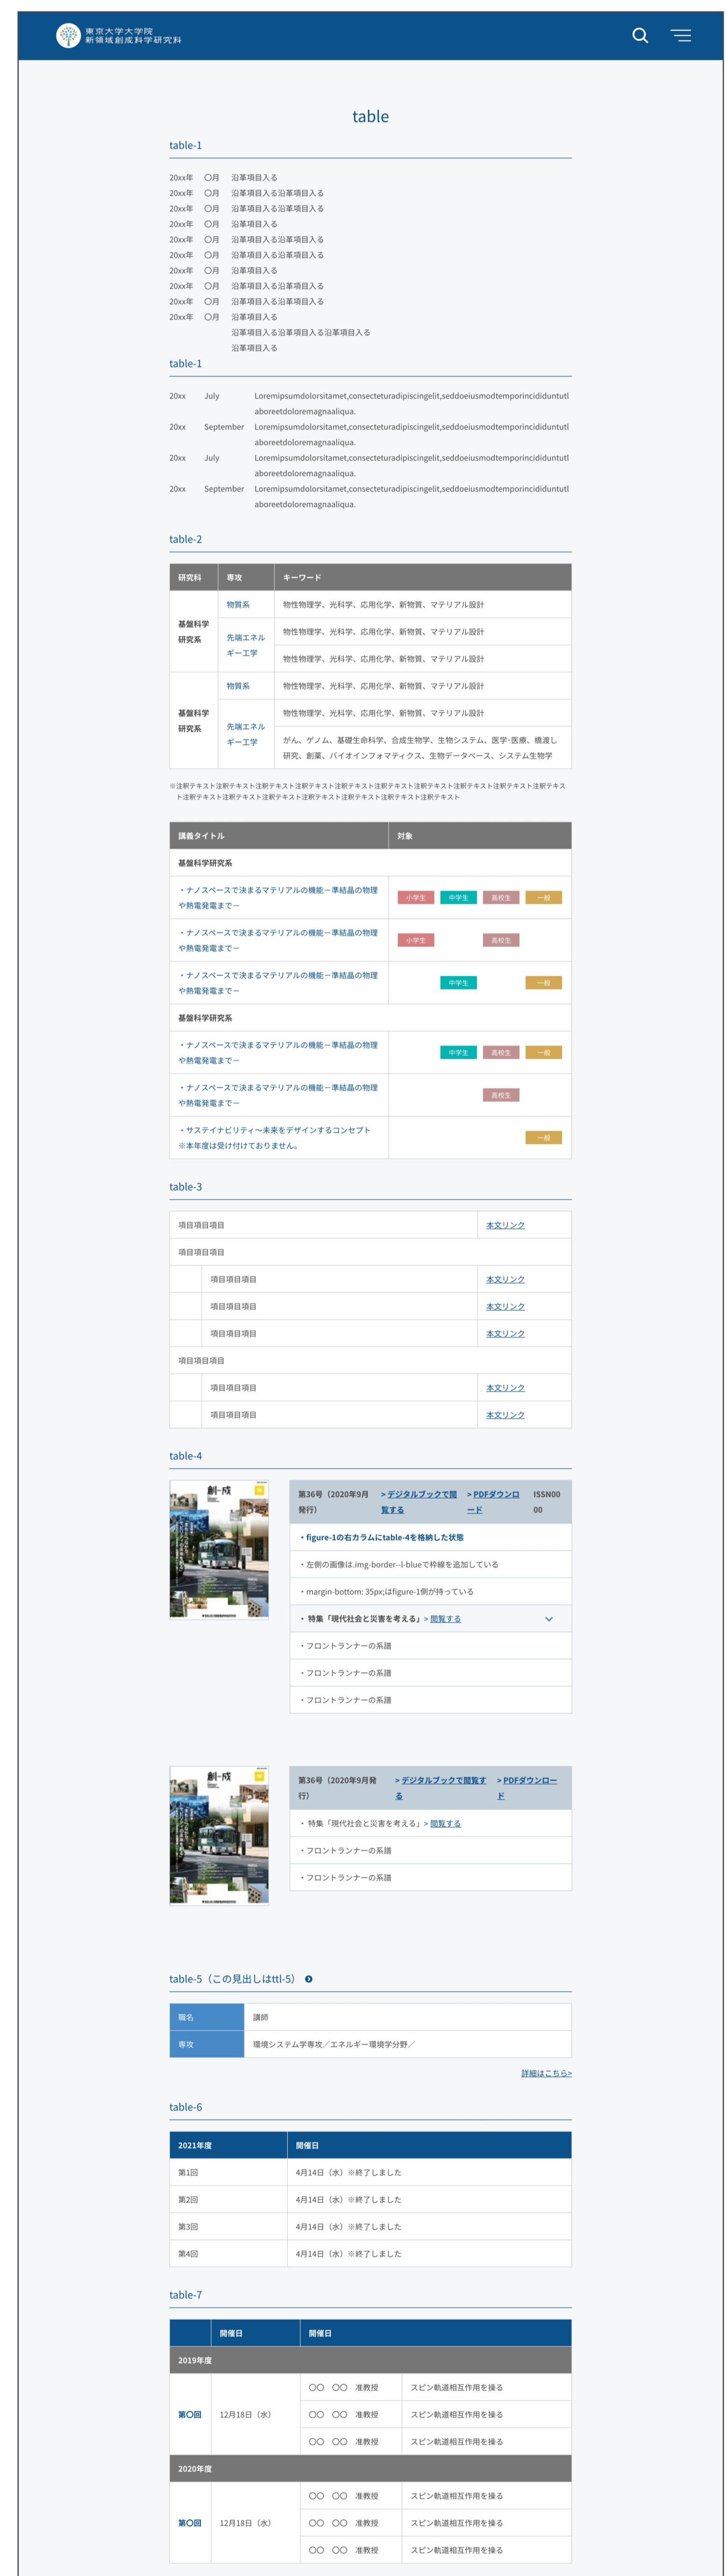 東京大学大学院
新領域創成科学研究科
table
table-1
20xx年 〇月 沿革項目入る
20xx年 〇月 沿革項目入る沿革項目入る
20xx年 〇月 沿革項目入る沿革項目入る
20xx年 〇月 沿革項目入る
20xx年 〇月 沿革項目入る沿革項目入る
20xx年 〇月 沿革項目入る沿革項目入る
20xx年 〇月 沿革項目入る
20xx年 〇月 沿革項目入る沿革項目入る
20xx年 〇月 沿革項目入る沿革項目入る
20xx年 〇月 沿革項目入る
沿革項目入る沿革項目入る沿革項目入る
沿革項目入る
table-1
20xx July Loremipsumdolorsitamet,consecteturadipiscingelit,seddoeiusmodtemporincididuntutl
aboreetdoloremagnaaliqua.
20xx September Loremipsumdolorsitamet,consecteturadipiscingelit,seddoeiusmodtemporincididuntutl
aboreetdoloremagnaaliqua.
20xx July Loremipsumdolorsitamet,consecteturadipiscingelit,seddoeiusmodtemporincididuntutl
aboreetdoloremagnaaliqua.
20xx September Loremipsumdolorsitamet,consecteturadipiscingelit,seddoeiusmodtemporincididuntutl
aboreetdoloremagnaaliqua.
table-2
研究科 専攻 キーワード
基盤科学
研究系
物質系 物性物理学、光科学、応用化学、新物質、マテリアル設計
先端エネル
ギー工学
物性物理学、光科学、応用化学、新物質、マテリアル設計
物性物理学、光科学、応用化学、新物質、マテリアル設計
基盤科学
研究系
物質系 物性物理学、光科学、応用化学、新物質、マテリアル設計
先端エネル
ギー工学
物性物理学、光科学、応用化学、新物質、マテリアル設計
がん、ゲノム、基礎生命科学、合成生物学、生物システム、医学･医療、橋渡し
研究、創薬、バイオインフォマティクス、生物データベース、システム生物学
※注釈テキスト注釈テキスト注釈テキスト注釈テキスト注釈テキスト注釈テキスト注釈テキスト注釈テキスト注釈テキスト注釈テキス
ト注釈テキスト注釈テキスト注釈テキスト注釈テキスト注釈テキスト注釈テキスト注釈テキスト
講義タイトル 対象
基盤科学研究系
・ナノスペースで決まるマテリアルの機能－準結晶の物理
や熱電発電まで－
小学生 中学生 高校生 一般
・ナノスペースで決まるマテリアルの機能－準結晶の物理
や熱電発電まで－
小学生 高校生
・ナノスペースで決まるマテリアルの機能－準結晶の物理
や熱電発電まで－
中学生 一般
基盤科学研究系
・ナノスペースで決まるマテリアルの機能－準結晶の物理
や熱電発電まで－
中学生 高校生 一般
・ナノスペースで決まるマテリアルの機能－準結晶の物理
や熱電発電まで－
高校生
・サステイナビリティ～未来をデザインするコンセプト
※本年度は受け付けておりません。
一般
table-3
項目項目項目 本文リンク
項目項目項目
項目項目項目 本文リンク
項目項目項目 本文リンク
項目項目項目 本文リンク
項目項目項目
項目項目項目 本文リンク
項目項目項目 本文リンク
table-4
創成
36
第36号（2020年9月
発行）
> デジタルブックで閲
覧する
> PDFダウンロ
ード
ISSN00
00
・figure-1の右カラムにtable-4を格納した状態
・左側の画像は.img-border--l-blueで枠線を追加している
・margin-bottom: 35px;はfigure-1側が持っている
・ 特集「現代社会と災害を考える」> 閲覧する
・フロントランナーの系譜
・フロントランナーの系譜
・フロントランナーの系譜
創成
36
第36号（2020年9月発
行）
> デジタルブックで閲覧す
る
> PDFダウンロー
ド
・ 特集「現代社会と災害を考える」> 閲覧する
・フロントランナーの系譜
・フロントランナーの系譜
table-5（この見出しはttl-5）
職名 講師
専攻 環境システム学専攻／エネルギー環境学分野／
詳細はこちら>
table-6
2021年度 開催日
第1回 4月14日（水）※終了しました
第2回 4月14日（水）※終了しました
第3回 4月14日（水）※終了しました
第4回 4月14日（水）※終了しました
table-7
開催日 開催日
2019年度
第〇回 12月18日（水）
〇〇 〇〇 准教授 スピン軌道相互作用を操る
〇〇 〇〇 准教授 スピン軌道相互作用を操る
〇〇 〇〇 准教授 スピン軌道相互作用を操る
2020年度
第〇回 12月18日（水）
〇〇 〇〇 准教授 スピン軌道相互作用を操る
〇〇 〇〇 准教授 スピン軌道相互作用を操る
〇〇 〇〇 准教授 スピン軌道相互作用を操る